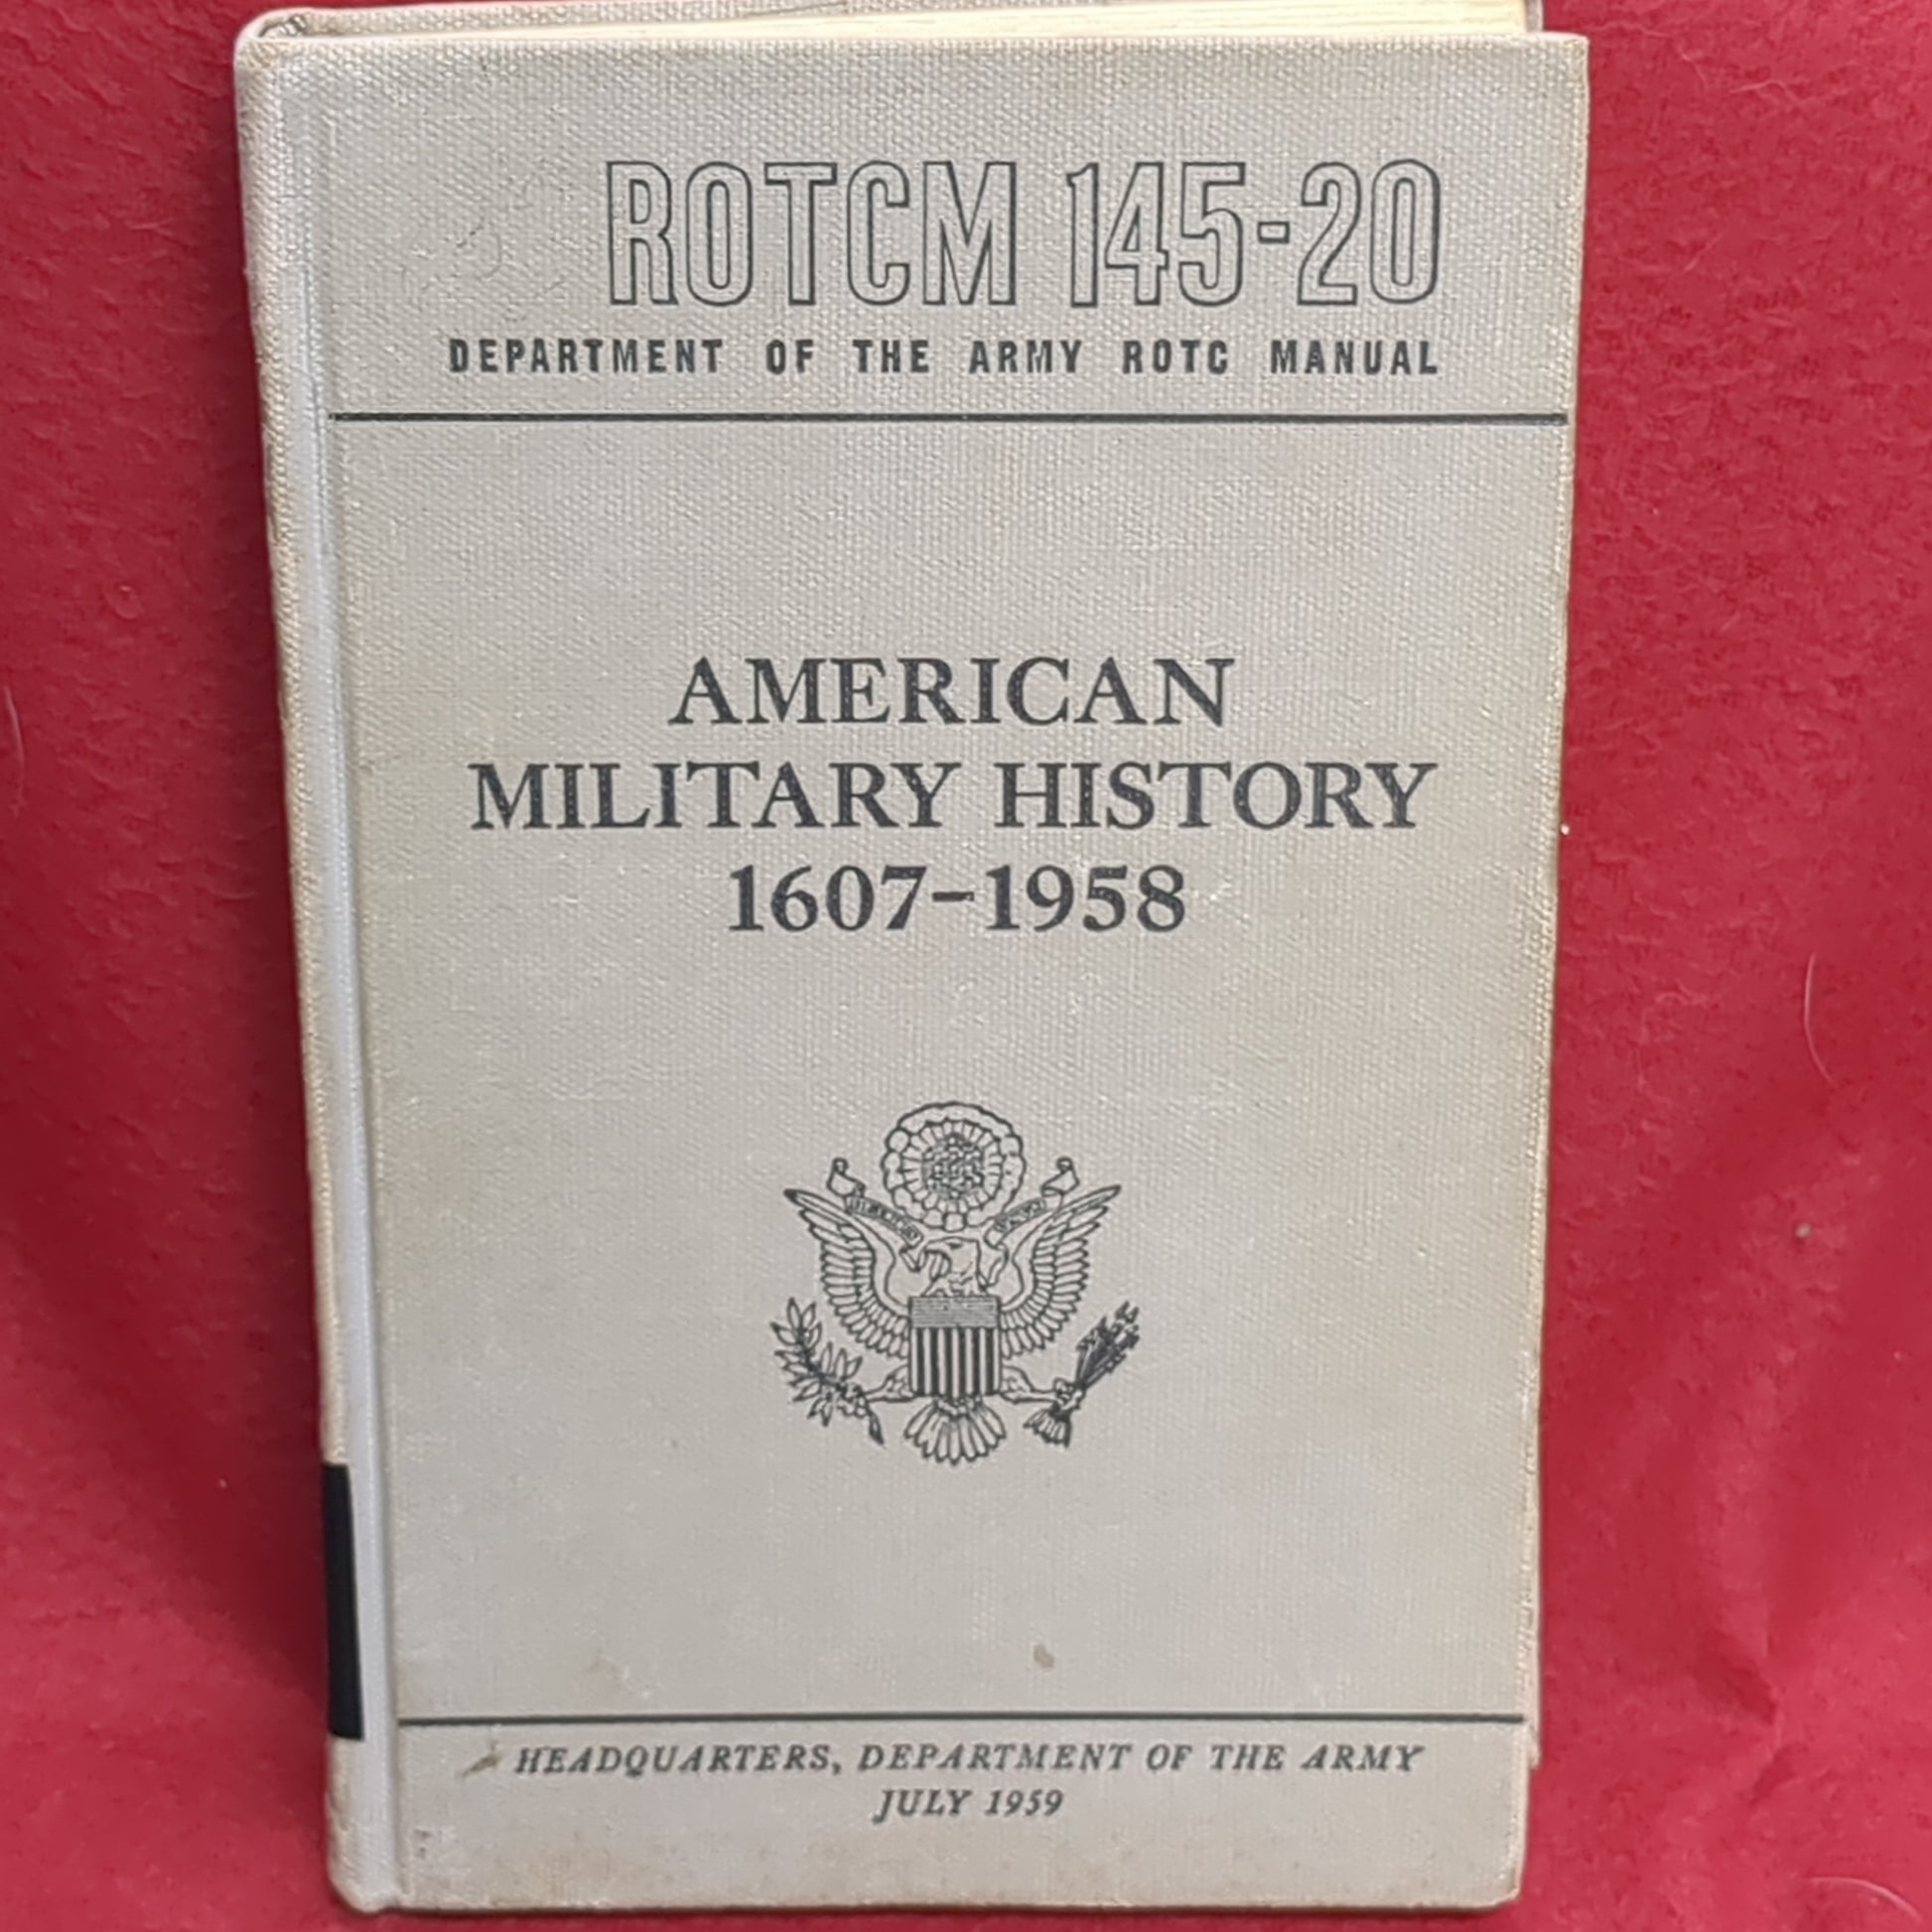 ROTCM 145-20
DEPARTMENT OF THE ARMY ROTC MANUAL
AMERICAN
MILITARY HISTORY
1607-1958
HEADQUARTERS, DEPARTMENT OF THE ARMY
JULY 1959